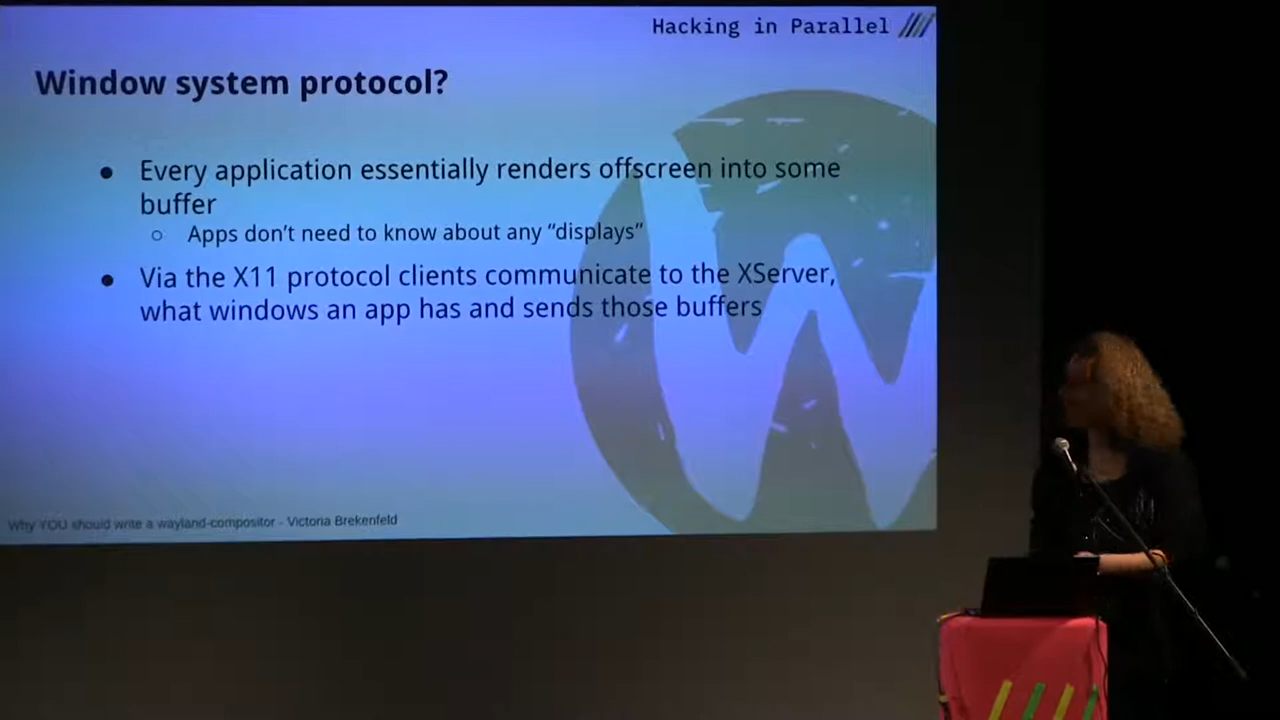 Hacking in Parallel
Window system protocol?
● Every application essentially renders offscreen into some
buffer
○ Apps don't need to know about any “displays”
● Via the X11 protocol clients communicate to the XServer,
what windows an app has and sends those buffers
Why YOU should write a wayland-compositor - Victoria Brekenfeld